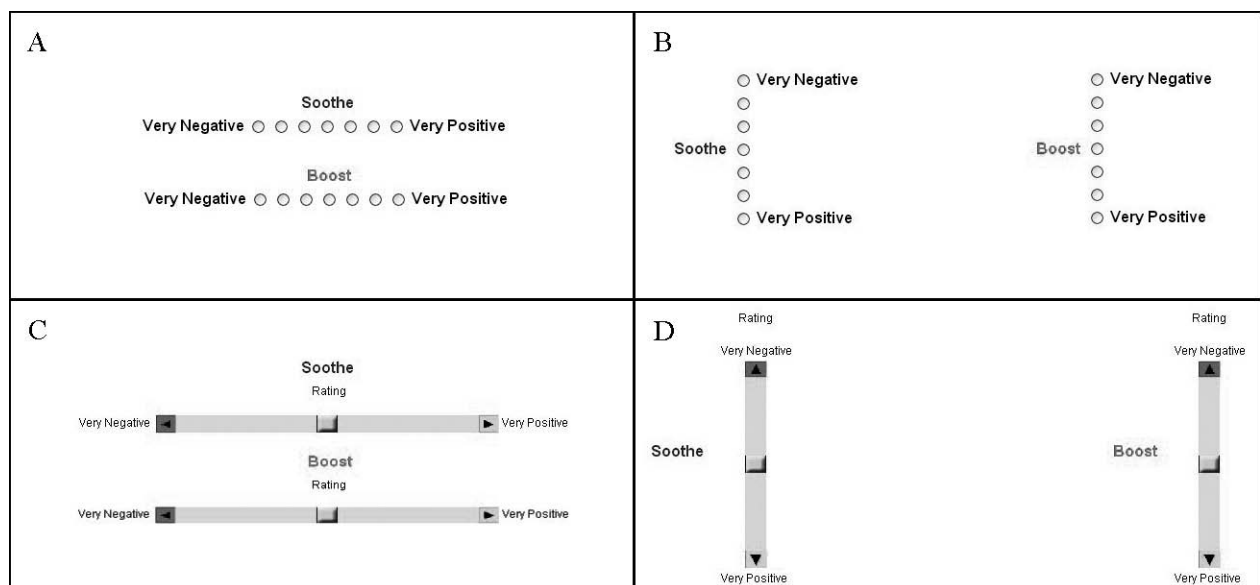 A
Soothe
Very Negative Very Positive
Boost
Very Negative Very Positive
B
Very Negative
Soothe
Very Positive
Very Negative
Boost
Very Positive
C
Soothe
Rating
Very Negative Very Positive
Boost
Rating
Very Negative Very Positive
D
Rating
Very Negative
Soothe
Very Positive
Rating
Very Negative
Boost
Very Positive